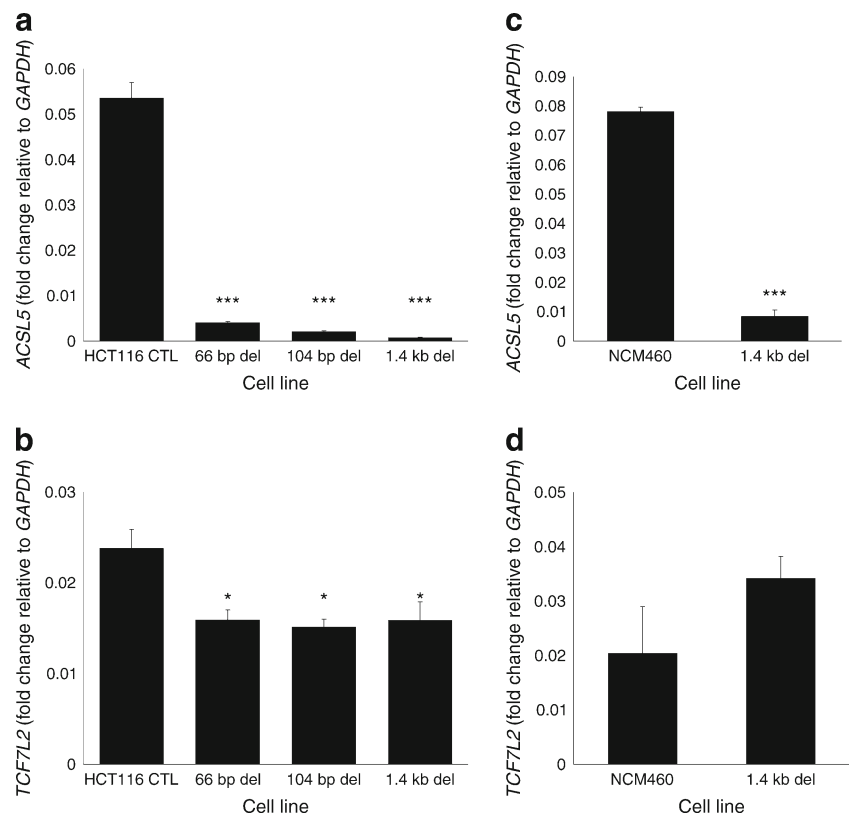 a
ACSL5 (fold change relative to GAPDH)
0.06
0.05
0.04
0.03
0.02
0.01
0
***
***
***
HCT116 CTL 66 bp del 104 bp del 1.4 kb del
Cell line
c
ACSL5 (fold change relative to GAPDH)
0.09
0.08
0.07
0.06
0.05
0.04
0.03
0.02
0.01
0
***
NCM460 1.4 kb del
Cell line
b
TCF7L2 (fold change relative to GAPDH)
0.03
0.02
0.01
0
*
*
*
HCT116 CTL 66 bp del 104 bp del 1.4 kb del
Cell line
d
TCF7L2 (fold change relative to GAPDH)
0.05
0.04
0.03
0.02
0.01
0
NCM460 1.4 kb del
Cell line